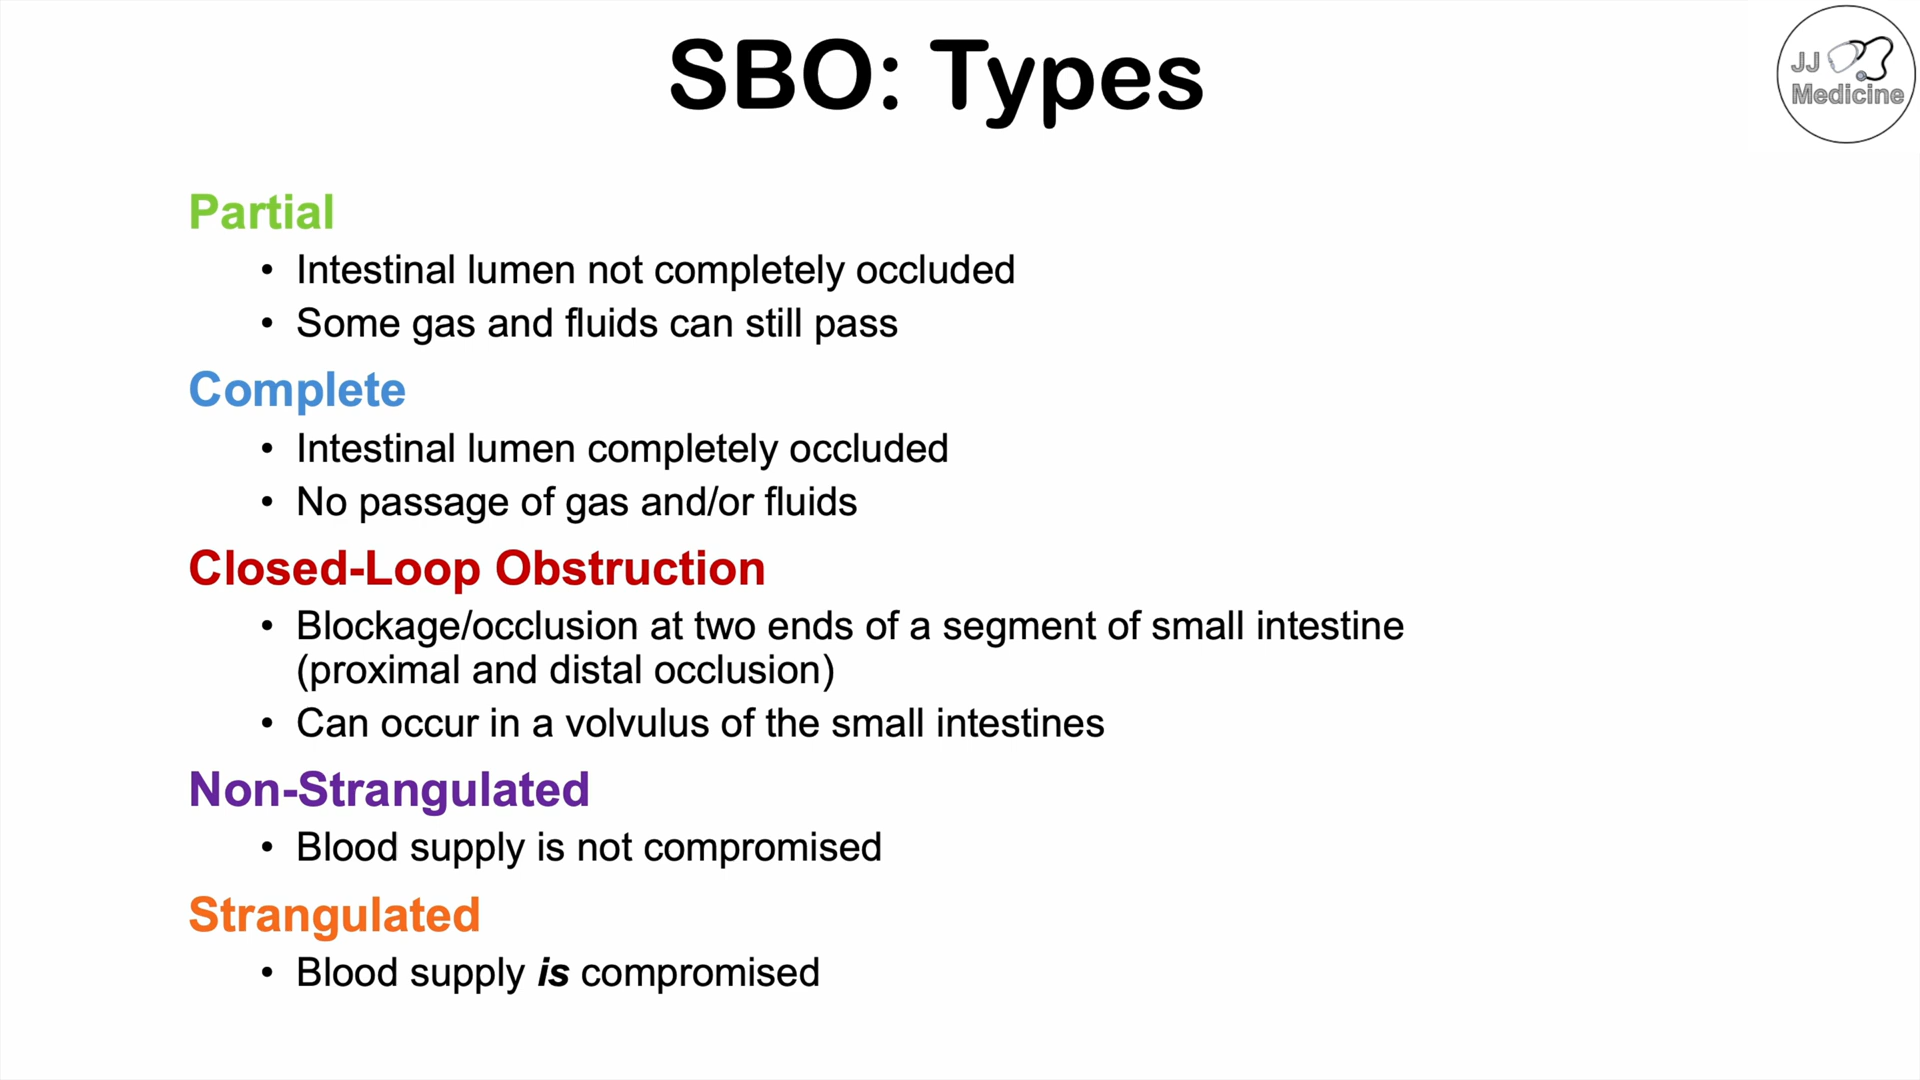 SBO: Types
JJ
Medicine
Partial
• Intestinal lumen not completely occluded
• Some gas and fluids can still pass
Complete
• Intestinal lumen completely occluded
• No passage of gas and/or fluids
Closed-Loop Obstruction
• Blockage/occlusion at two ends of a segment of small intestine
(proximal and distal occlusion)
• Can occur in a volvulus of the small intestines
Non-Strangulated
• Blood supply is not compromised
Strangulated
• Blood supply is compromised